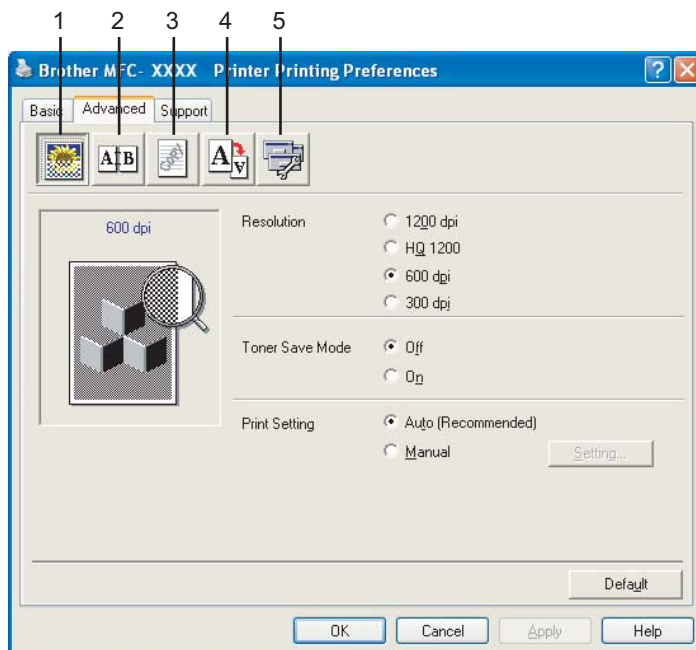 1 2 3 4 5
Brother MFC- XXXX Printer Printing Preferences
Basic Advanced Support
A B COPY A A
600 dpi
Resolution
1200 dpi
HQ 1200
600 dpi
300 dpi
Toner Save Mode
Off
On
Print Setting
Auto (Recommended)
Manual
Setting...
Default
OK Cancel Apply Help